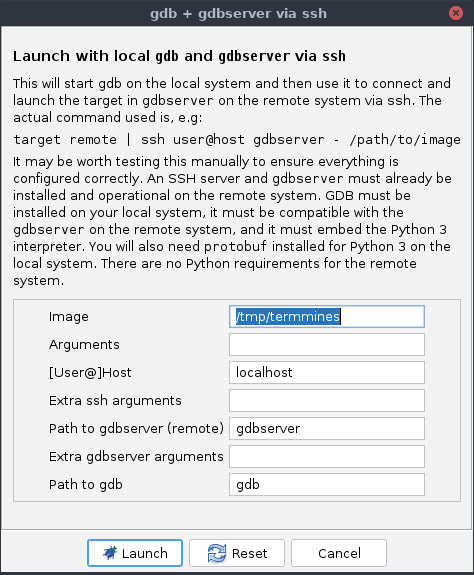 gdb + gdbserver via ssh
Launch with local gdb and gdbserver via ssh
This will start gdb on the local system and then use it to connect and
launch the target in gdbserver on the remote system via ssh. The
actual command used is, e.g:
target remote | ssh user@host gdbserver - /path/to/image
It may be worth testing this manually to ensure everything is
configured correctly. An SSH server and gdbserver must already be
installed and operational on the remote system. GDB must be
installed on your local system, it must be compatible with the
gdbserver on the remote system, and it must embed the Python 3
interpreter. You will also need protobuf installed for Python 3 on the
local system. There are no Python requirements for the remote
system.
Image /tmp/termmines
Arguments
[User@]Host localhost
Extra ssh arguments
Path to gdbserver (remote) gdbserver
Extra gdbserver arguments
Path to gdb gdb
Launch Reset Cancel